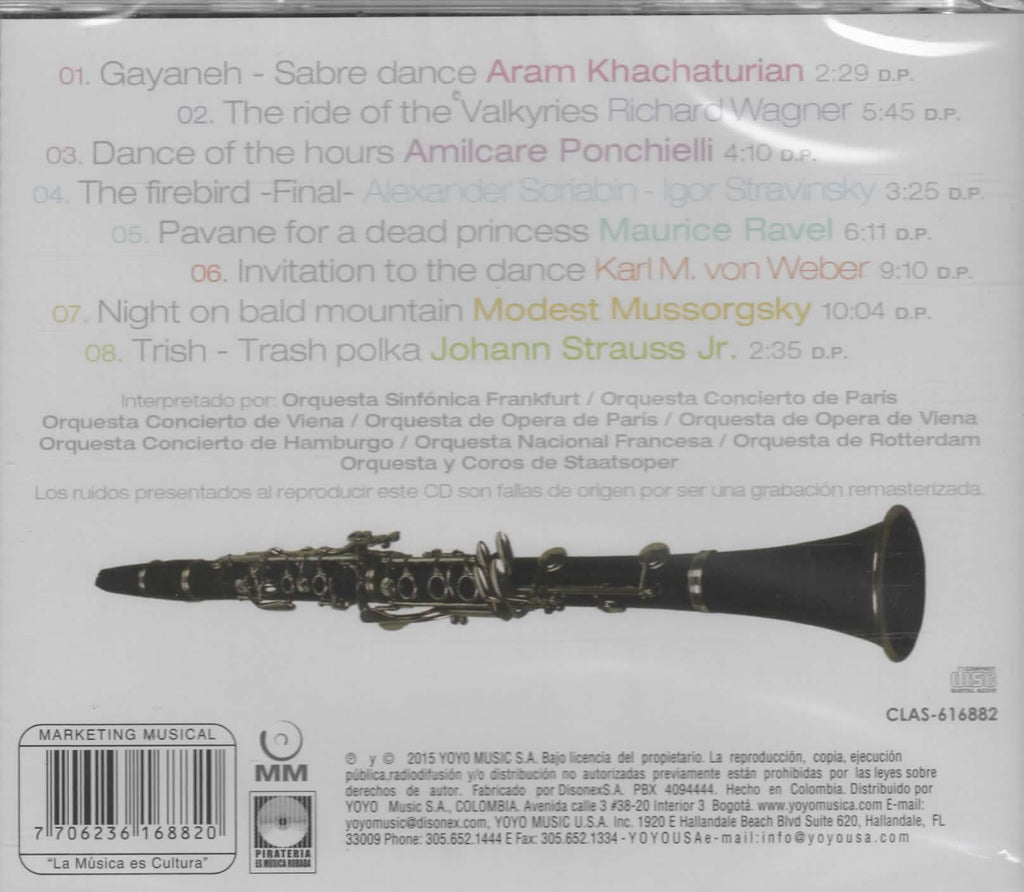 01. Gayaneh - Sabre dance Aram Khachaturian 2:29 D.P.
02. The ride of the Valkyries Richard Wagner 5:45 D.P.
03. Dance of the hours Amilcare Ponchielli 4:10 D.P.
04. The firebird -Final- Alexander Scriabin - Igor Stravinsky 3:25 D.P.
05. Pavane for a dead princess Maurice Ravel 6:11 D.P.
06. Invitation to the dance Karl M. von Weber 9:10 D.P.
07. Night on bald mountain Modest Mussorgsky 10:04 D.P.
08. Trish - Trash polka Johann Strauss Jr. 2:35 D.P.
Interpretado por: Orquesta Sinfónica Frankfurt / Orquesta Concierto de París
Orquesta Concierto de Viena / Orquesta de Opera de París / Orquesta de Opera de Viena
Orquesta Concierto de Hamburgo / Orquesta Nacional Francesa / Orquesta de Rotterdam
Orquesta y Coros de Staatsoper
Los ruidos presentados al reproducir este CD son fallas de origen por ser una grabación remasterizada.
COMPACT
disc
DIGITAL AUDIO
CLAS-616882
MARKETING MUSICAL
7 706236 168820
"La Música es Cultura"
MM
PIRATERIA
ES MUSICA ROBADA
℗ y © 2015 YOYO MUSIC S.A. Bajo licencia del propietario. La reproducción, copia, ejecución
pública,radiodifusión y/o distribución no autorizadas previamente están prohibidas por las leyes sobre
derechos de autor. Fabricado por DisonexS.A. PBX 4094444. Hecho en Colombia. Distribuido por
YOYO Music S.A., COLOMBIA. Avenida calle 3 #38-20 Interior 3 Bogotá. www.yoyomusica.com E-mail:
yoyomusic@disonex.com, YOYO MUSIC U.S.A. Inc. 1920 E Hallandale Beach Blvd Suite 620, Hallandale, FL
33009 Phone: 305.652.1444 E Fax: 305.652.1334 - YOYOUSA e-mail: info@yoyousa.com